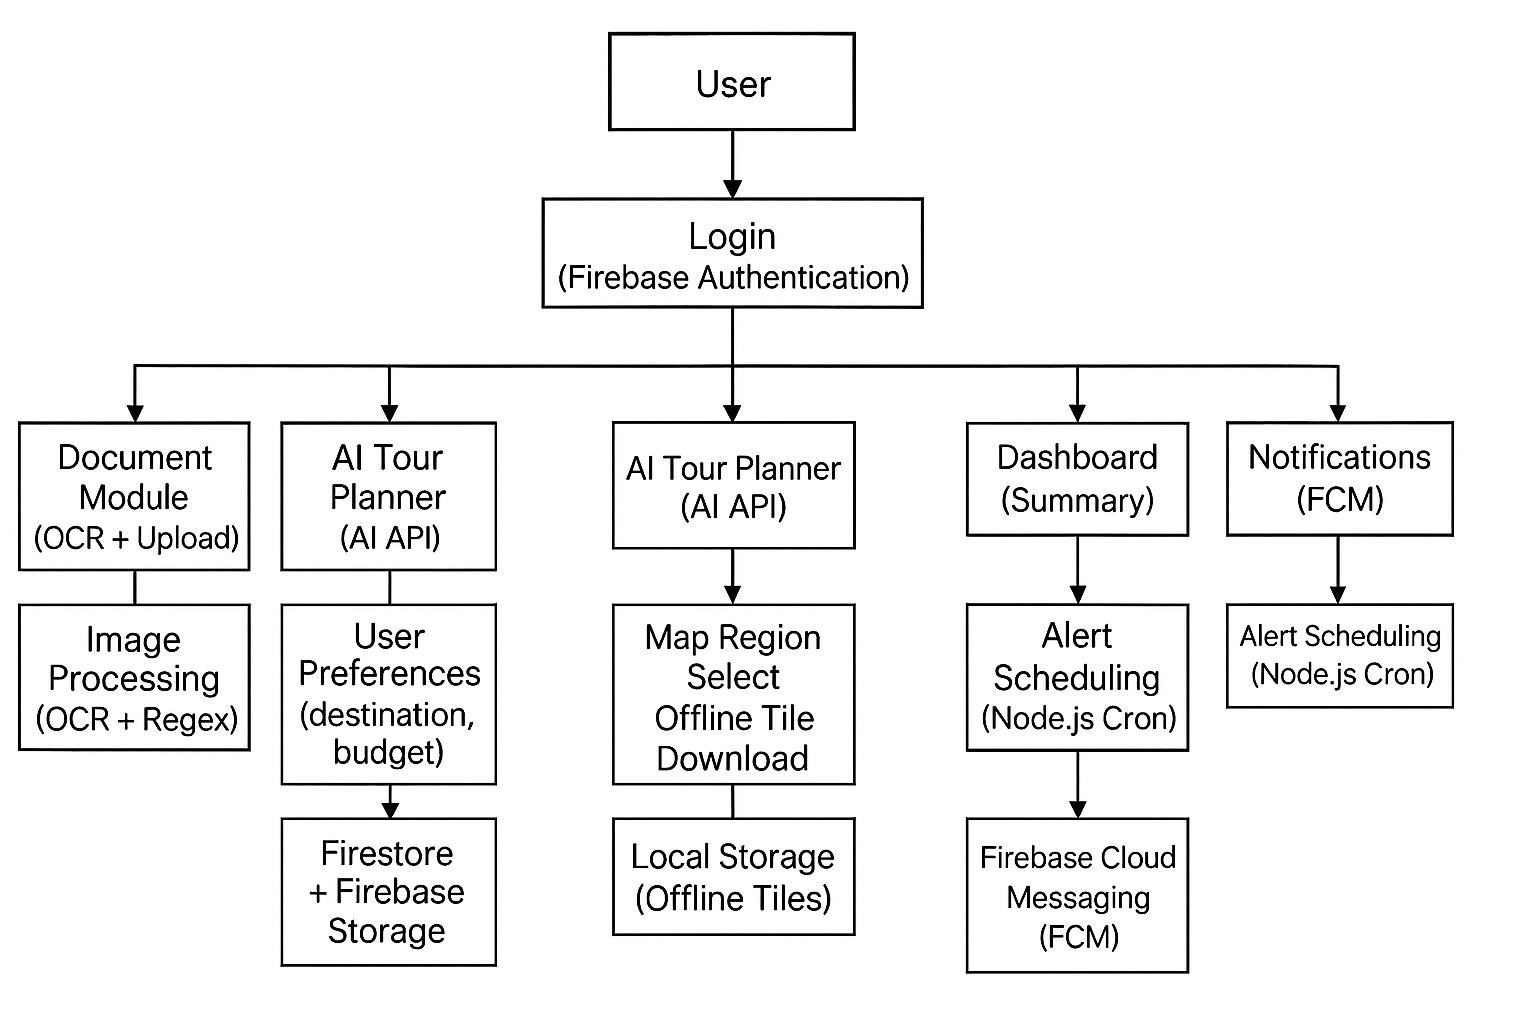 User
Login
(Firebase Authentication)
Document
Module
(OCR + Upload)
AI Tour
Planner
(AI API)
AI Tour Planner
(AI API)
Dashboard
(Summary)
Notifications
(FCM)
Image
Processing
(OCR + Regex)
User
Preferences
(destination,
budget)
Map Region
Select
Offline Tile
Download
Alert
Scheduling
(Node.js Cron)
Alert Scheduling
(Node.js Cron)
Firestore
+ Firebase
Storage
Local Storage
(Offline Tiles)
Firebase Cloud
Messaging
(FCM)